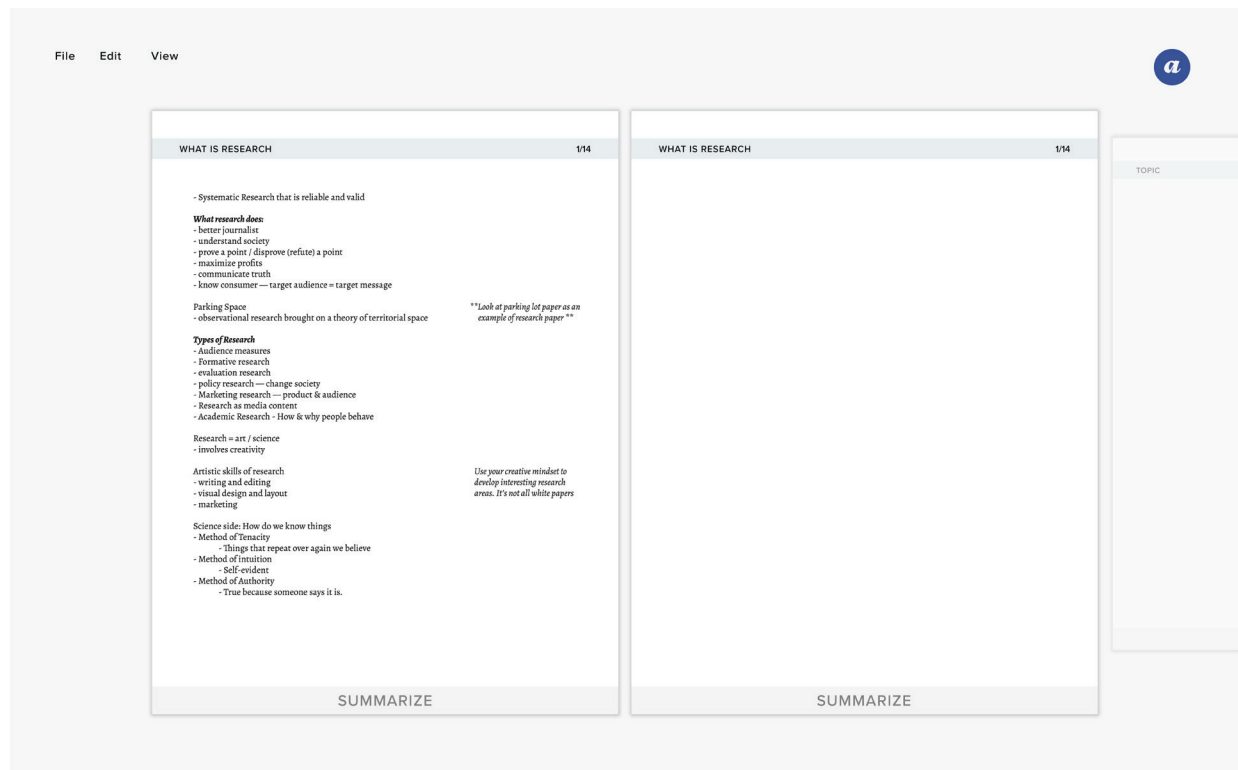 File Edit View
a
WHAT IS RESEARCH 1/14
- Systematic Research that is reliable and valid
What research does:
- better journalist
- understand society
- prove a point / disprove (refute) a point
- maximize profits
- communicate truth
- know consumer — target audience = target message
Parking Space
- observational research brought on a theory of territorial space
**Look at parking lot paper as an
example of research paper **
Types of Research
- Audience measures
- Formative research
- evaluation research
- policy research — change society
- Marketing research — product & audience
- Research as media content
- Academic Research - How & why people behave
Research = art / science
- involves creativity
Artistic skills of research
- writing and editing
- visual design and layout
- marketing
Use your creative mindset to
develop interesting research
areas. It's not all white papers
Science side: How do we know things
- Method of Tenacity
- Things that repeat over again we believe
- Method of intuition
- Self-evident
- Method of Authority
- True because someone says it is.
SUMMARIZE
WHAT IS RESEARCH 1/14
SUMMARIZE
TOPIC